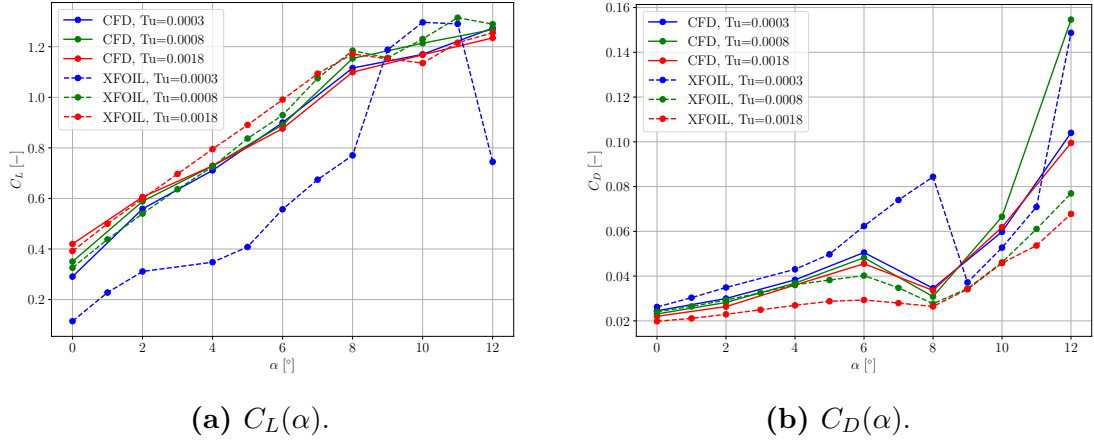 CFD, Tu=0.0003
CFD, Tu=0.0008
CFD, Tu=0.0018
XFOIL, Tu=0.0003
XFOIL, Tu=0.0008
XFOIL, Tu=0.0018
1.2
1.0
0.8
0.6
0.4
0.2
C_L [−]
0 2 4 6 8 10 12
α [°]
(a) C_L(α).
CFD, Tu=0.0003
CFD, Tu=0.0008
CFD, Tu=0.0018
XFOIL, Tu=0.0003
XFOIL, Tu=0.0008
XFOIL, Tu=0.0018
0.16
0.14
0.12
0.10
0.08
0.06
0.04
0.02
C_D [−]
0 2 4 6 8 10 12
α [°]
(b) C_D(α).